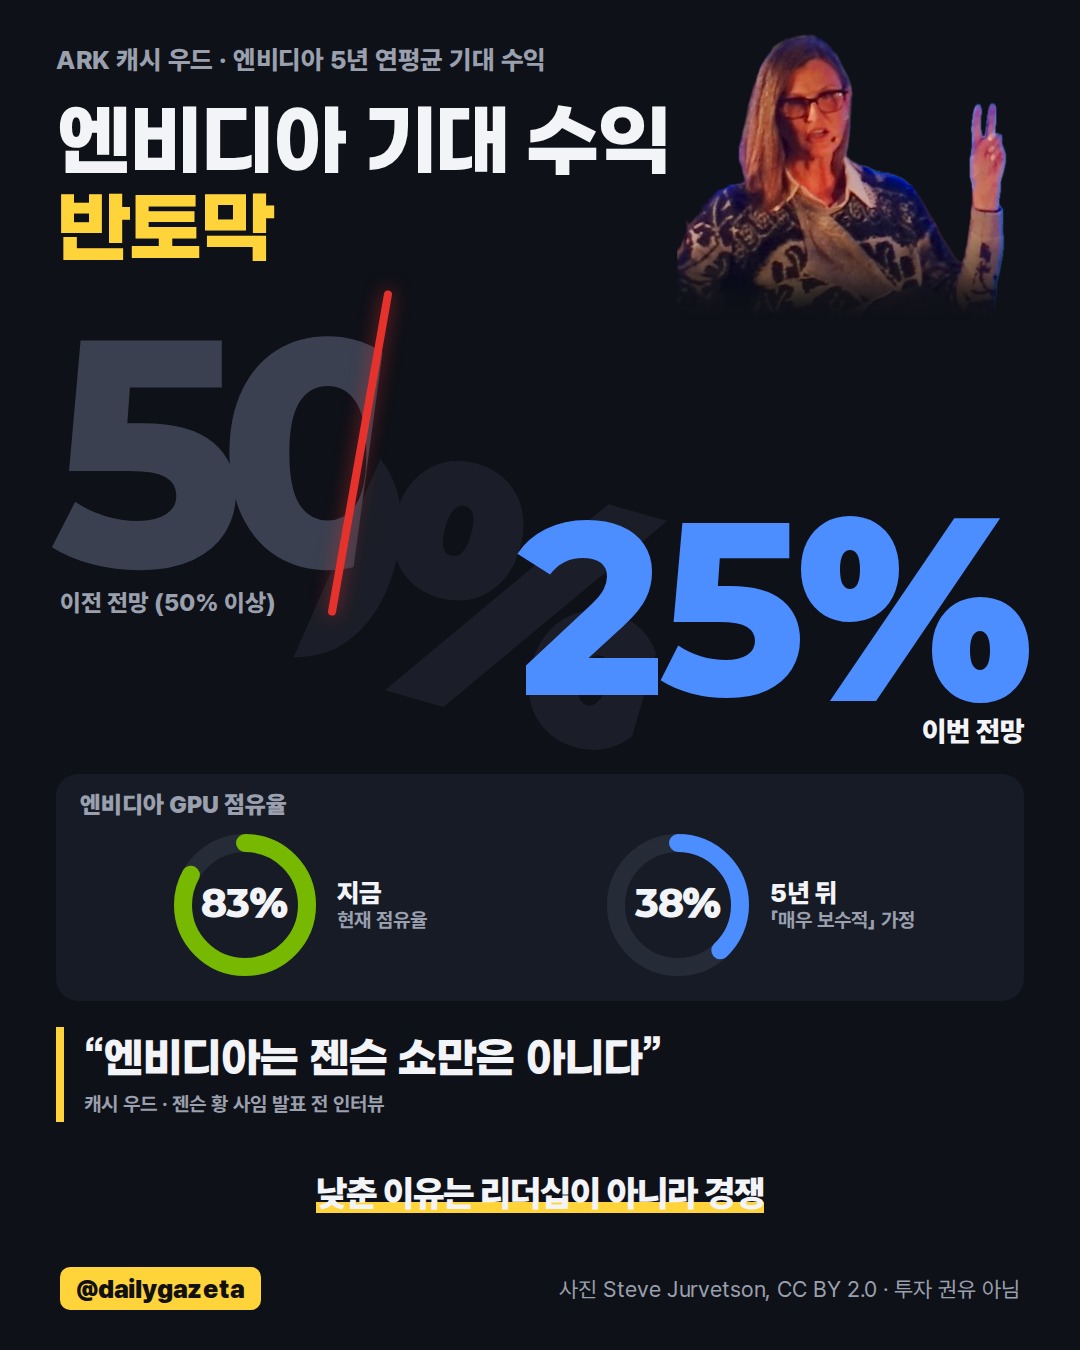 ARK 캐시 우드 · 엔비디아 5년 연평균 기대 수익
엔비디아 기대 수익
반토막
50%
이전 전망 (50% 이상)
25%
이번 전망
엔비디아 GPU 점유율
83%
지금
현재 점유율
38%
5년 뒤
「매우 보수적」 가정
“엔비디아는 젠슨 쇼만은 아니다”
캐시 우드 · 젠슨 황 사임 발표 전 인터뷰
낮춘 이유는 리더십이 아니라 경쟁
@dailygazeta
사진 Steve Jurvetson, CC BY 2.0 · 투자 권유 아님